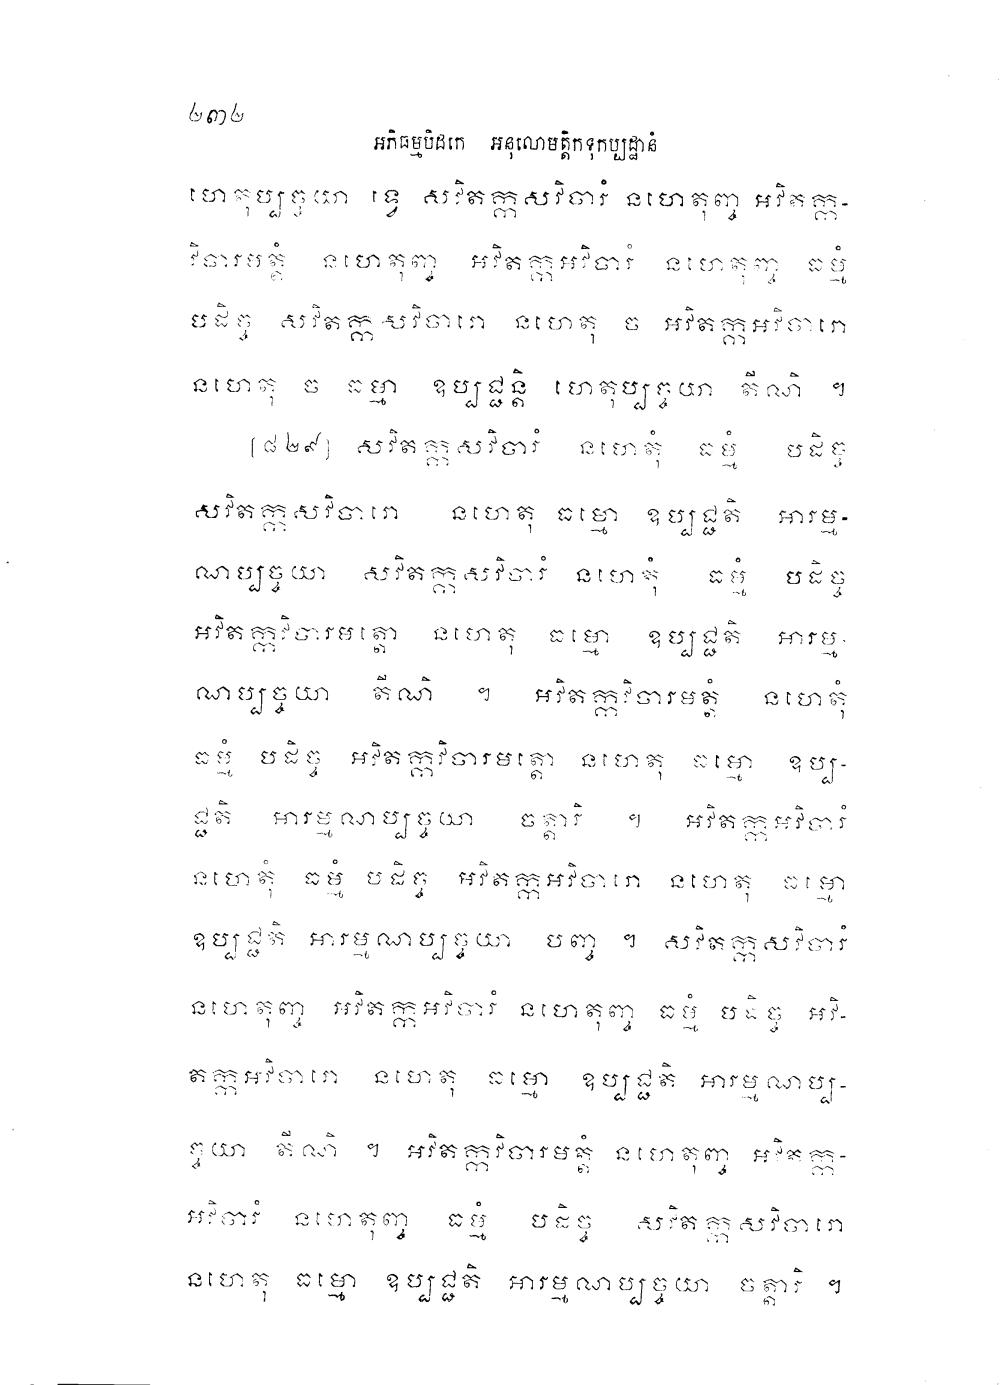 ២៣២
អភិធម្មបិដកេ អនុលោមត្តិកទុកប្បដ្ឋានំ
ហេតុប្បច្ចយា ទ្វេ សវិតក្កសវិចារំ នហេតុញ្ច អវិតក្ក-
វិចារមត្តំ នហេតុញ្ច អវិតក្កអវិចារំ នហេតុញ្ច ធម្មំ
បដិច្ច សវិតក្កសវិចារោ នហេតុ ច អវិតក្កអវិចារោ
នហេតុ ច ធម្មា ឧប្បជ្ជន្តិ ហេតុប្បច្ចយា តីណិ ។
[៨២៩] សវិតក្កសវិចារំ នហេតុំ ធម្មំ បដិច្ច
សវិតក្កសវិចារោ នហេតុ ធម្មោ ឧប្បជ្ជតិ អារម្ម-
ណប្បច្ចយា សវិតក្កសវិចារំ នហេតុំ ធម្មំ បដិច្ច
អវិតក្កវិចារមត្តោ នហេតុ ធម្មោ ឧប្បជ្ជតិ អារម្ម-
ណប្បច្ចយា តីណិ ។ អវិតក្កវិចារមត្តំ នហេតុំ
ធម្មំ បដិច្ច អវិតក្កវិចារមត្តោ នហេតុ ធម្មោ ឧប្ប-
ជ្ជតិ អារម្មណប្បច្ចយា ចត្តារិ ។ អវិតក្កអវិចារំ
នហេតុំ ធម្មំ បដិច្ច អវិតក្កអវិចារោ នហេតុ ធម្មោ
ឧប្បជ្ជតិ អារម្មណប្បច្ចយា បញ្ច ។ សវិតក្កសវិចារំ
នហេតុញ្ច អវិតក្កអវិចារំ នហេតុញ្ច ធម្មំ បដិច្ច អវិ-
តក្កអវិចារោ នហេតុ ធម្មោ ឧប្បជ្ជតិ អារម្មណប្ប-
ច្ចយា តីណិ ។ អវិតក្កវិចារមត្តំ នហេតុញ្ច អវិតក្ក-
អវិចារំ នហេតុញ្ច ធម្មំ បដិច្ច សវិតក្កសវិចារោ
នហេតុ ធម្មោ ឧប្បជ្ជតិ អារម្មណប្បច្ចយា ចត្តារិ ។